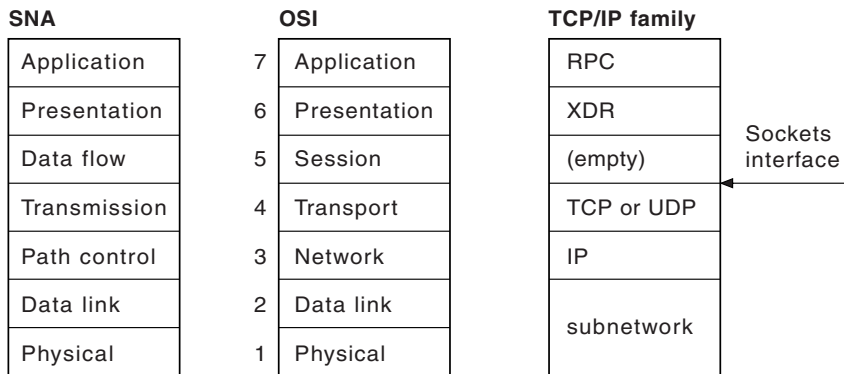 SNA OSI TCP/IP family
Application 7 Application RPC
Presentation 6 Presentation XDR
Data flow 5 Session (empty)
Sockets
interface
Transmission 4 Transport TCP or UDP
Path control 3 Network IP
Data link 2 Data link
subnetwork
Physical 1 Physical